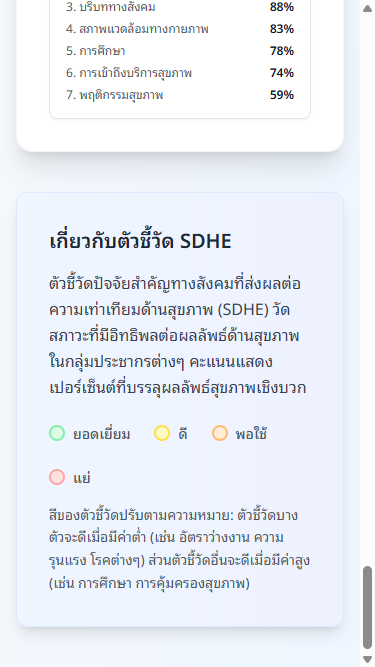 3. บริบททางสังคม 88%
4. สภาพแวดล้อมทางกายภาพ 83%
5. การศึกษา 78%
6. การเข้าถึงบริการสุขภาพ 74%
7. พฤติกรรมสุขภาพ 59%
เกี่ยวกับตัวชี้วัด SDHE
ตัวชี้วัดปัจจัยสำคัญทางสังคมที่ส่งผลต่อ
ความเท่าเทียมด้านสุขภาพ (SDHE) วัด
สภาวะที่มีอิทธิพลต่อผลลัพธ์ด้านสุขภาพ
ในกลุ่มประชากรต่างๆ คะแนนแสดง
เปอร์เซ็นต์ที่บรรลุผลลัพธ์สุขภาพเชิงบวก
ยอดเยี่ยม ดี พอใช้
แย่
สีของตัวชี้วัดปรับตามความหมาย: ตัวชี้วัดบาง
ตัวจะดีเมื่อมีค่าต่ำ (เช่น อัตราว่างงาน ความ
รุนแรง โรคต่างๆ) ส่วนตัวชี้วัดอื่นจะดีเมื่อมีค่าสูง
(เช่น การศึกษา การคุ้มครองสุขภาพ)